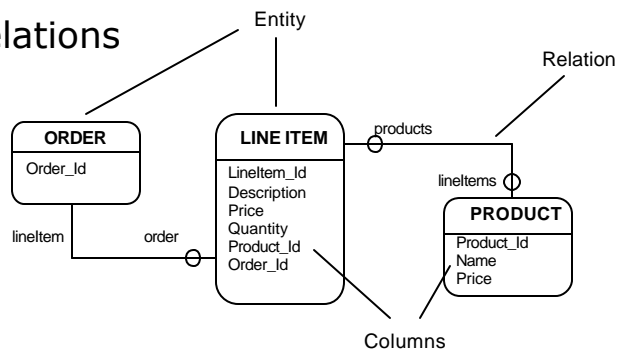 Entity
Relation
ORDER
Order_Id
LINE ITEM
LineItem_Id
Description
Price
Quantity
Product_Id
Order_Id
products
lineItems
PRODUCT
Product_Id
Name
Price
lineItem
order
Columns